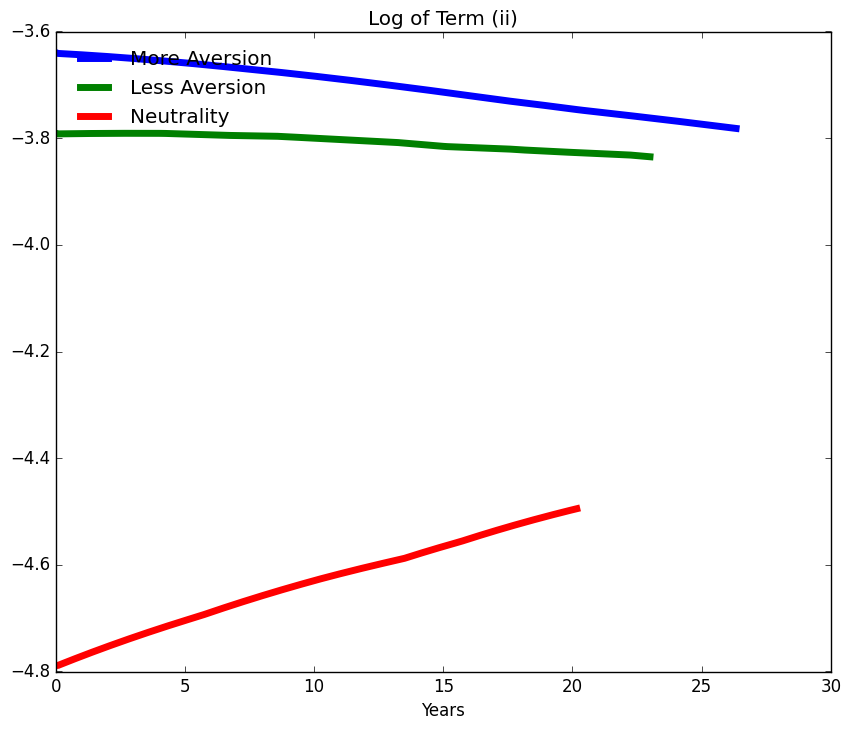 Log of Term (ii)
−3.6
−3.8
−4.0
−4.2
−4.4
−4.6
−4.8
More Aversion
Less Aversion
Neutrality
0 5 10 15 20 25 30
Years